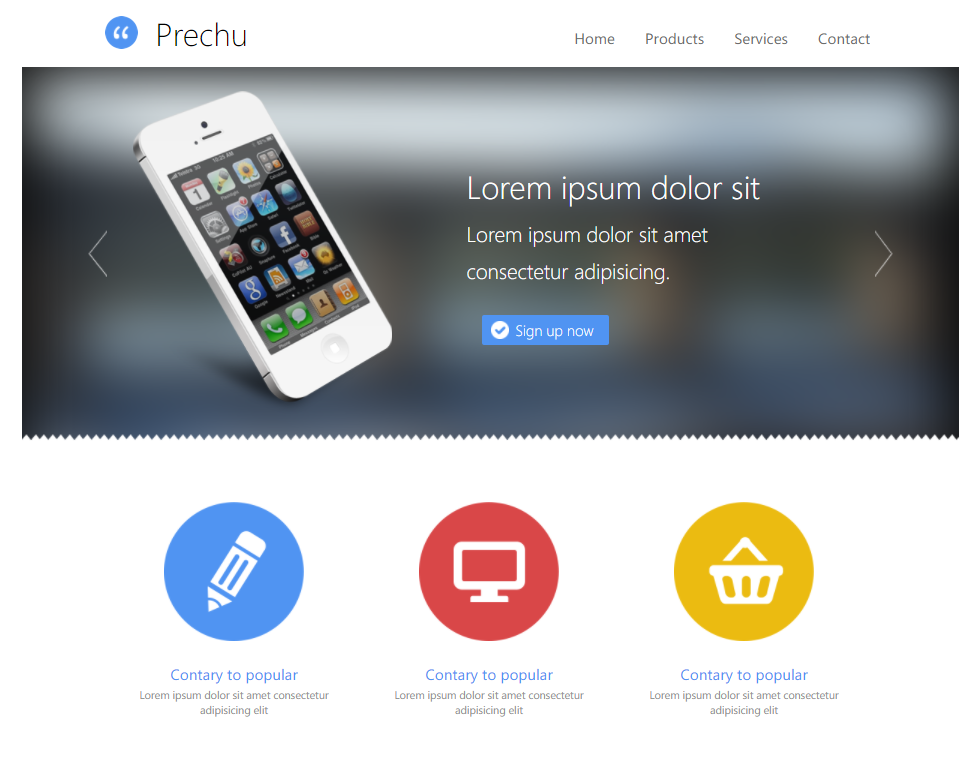 Prechu
Home Products Services Contact
Lorem ipsum dolor sit
Lorem ipsum dolor sit amet
consectetur adipisicing.
Sign up now
Contary to popular
Lorem ipsum dolor sit amet consectetur
adipisicing elit
Contary to popular
Lorem ipsum dolor sit amet consectetur
adipisicing elit
Contary to popular
Lorem ipsum dolor sit amet consectetur
adipisicing elit